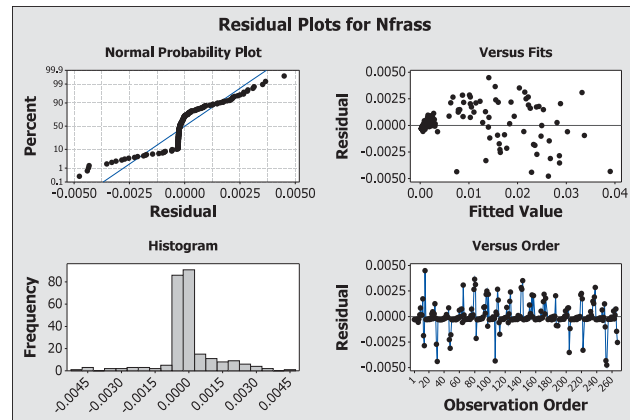 Residual Plots for Nfrass
Normal Probability Plot
Percent
99.9
99
90
50
10
1
0.1
-0.0050 -0.0025 0.0000 0.0025 0.0050
Residual
Versus Fits
Residual
0.0050
0.0025
0.0000
-0.0025
-0.0050
0.00 0.01 0.02 0.03 0.04
Fitted Value
Histogram
Frequency
80
60
40
20
0
-0.0045 -0.0030 -0.0015 0.0000 0.0015 0.0030 0.0045
Versus Order
Residual
0.0050
0.0025
0.0000
-0.0025
-0.0050
1 20 40 60 80 100 120 140 160 180 200 220 240 260
Observation Order